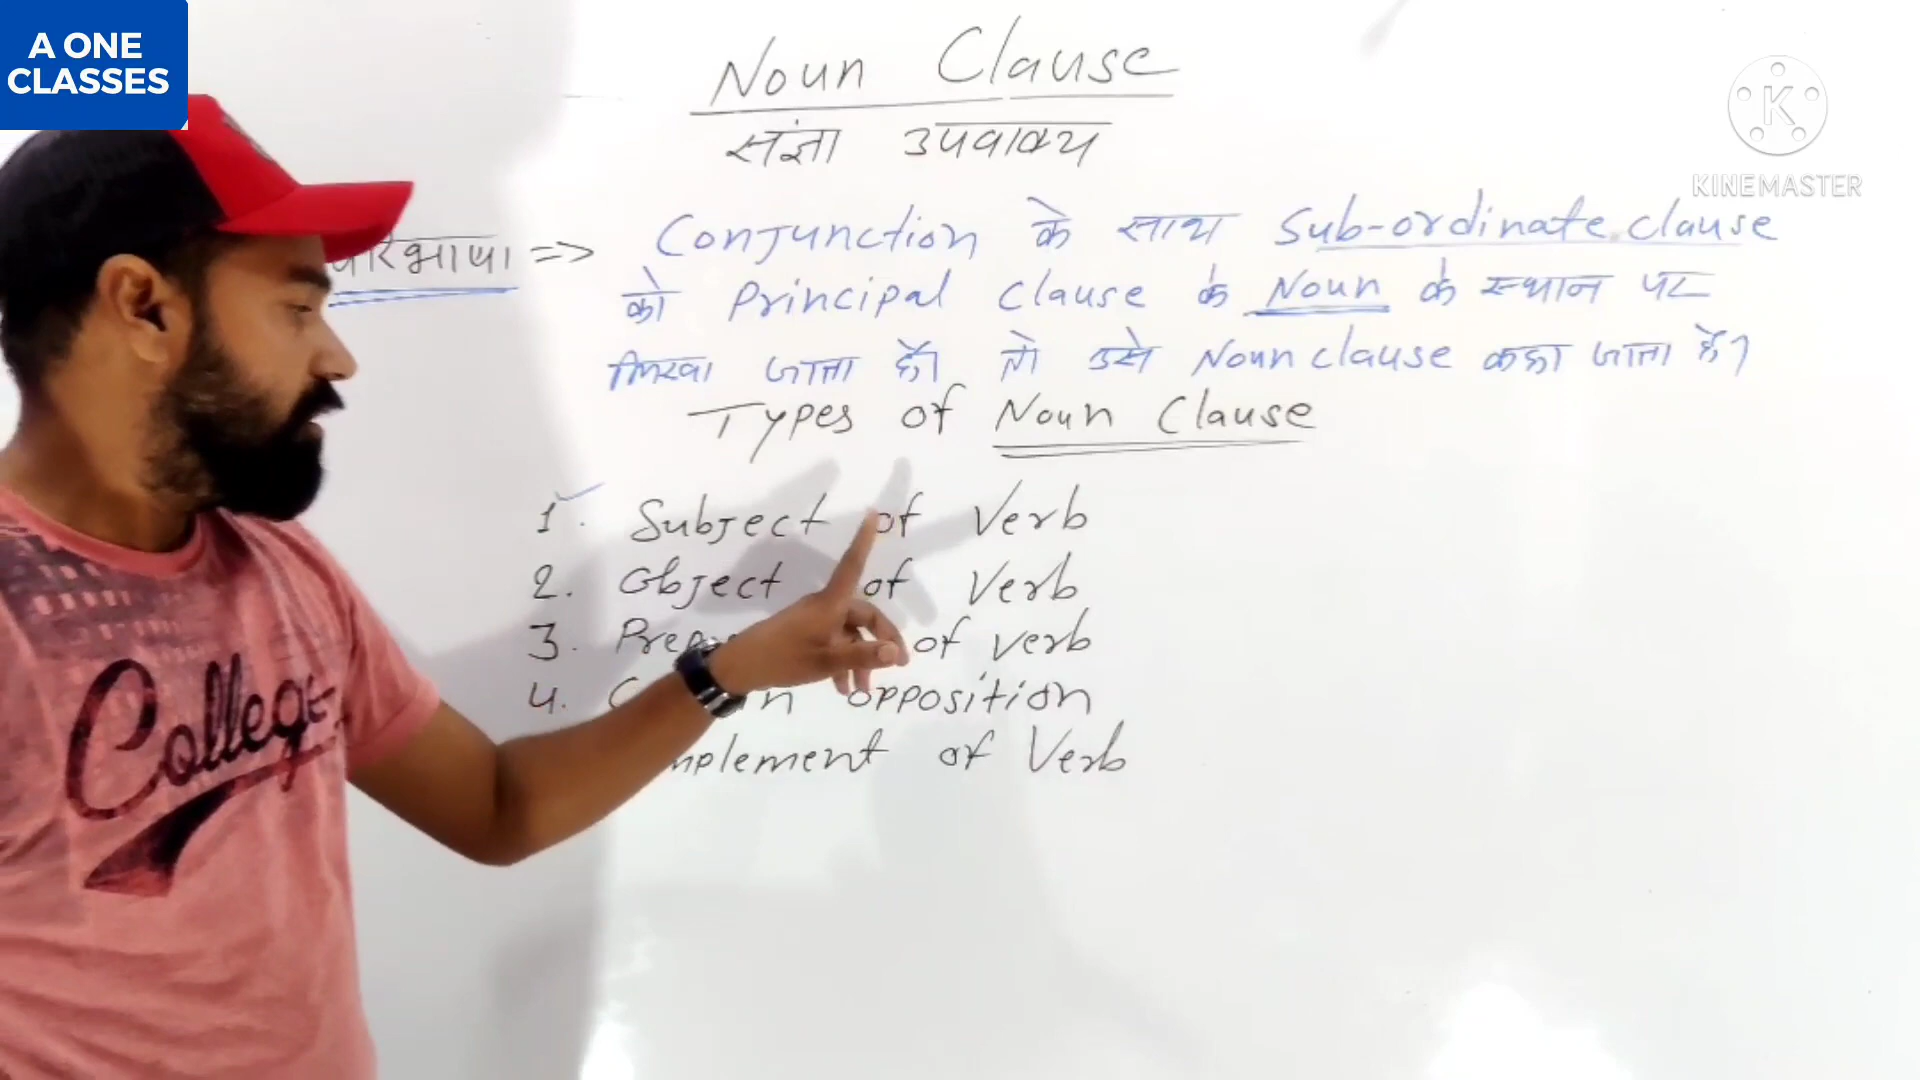 A ONE
CLASSES
Noun Clause
संज्ञा उपवाक्य
KINEMASTER
परिभाषा => Conjunction के साथ Sub-ordinate clause
को Principal clause के Noun के स्थान पर
लिखा जाता है। तो उसे Noun clause कहा जाता है।
Types of Noun Clause
1. Subject of Verb
2. Object of Verb
3. of verb
4. in opposition
of Verb
College